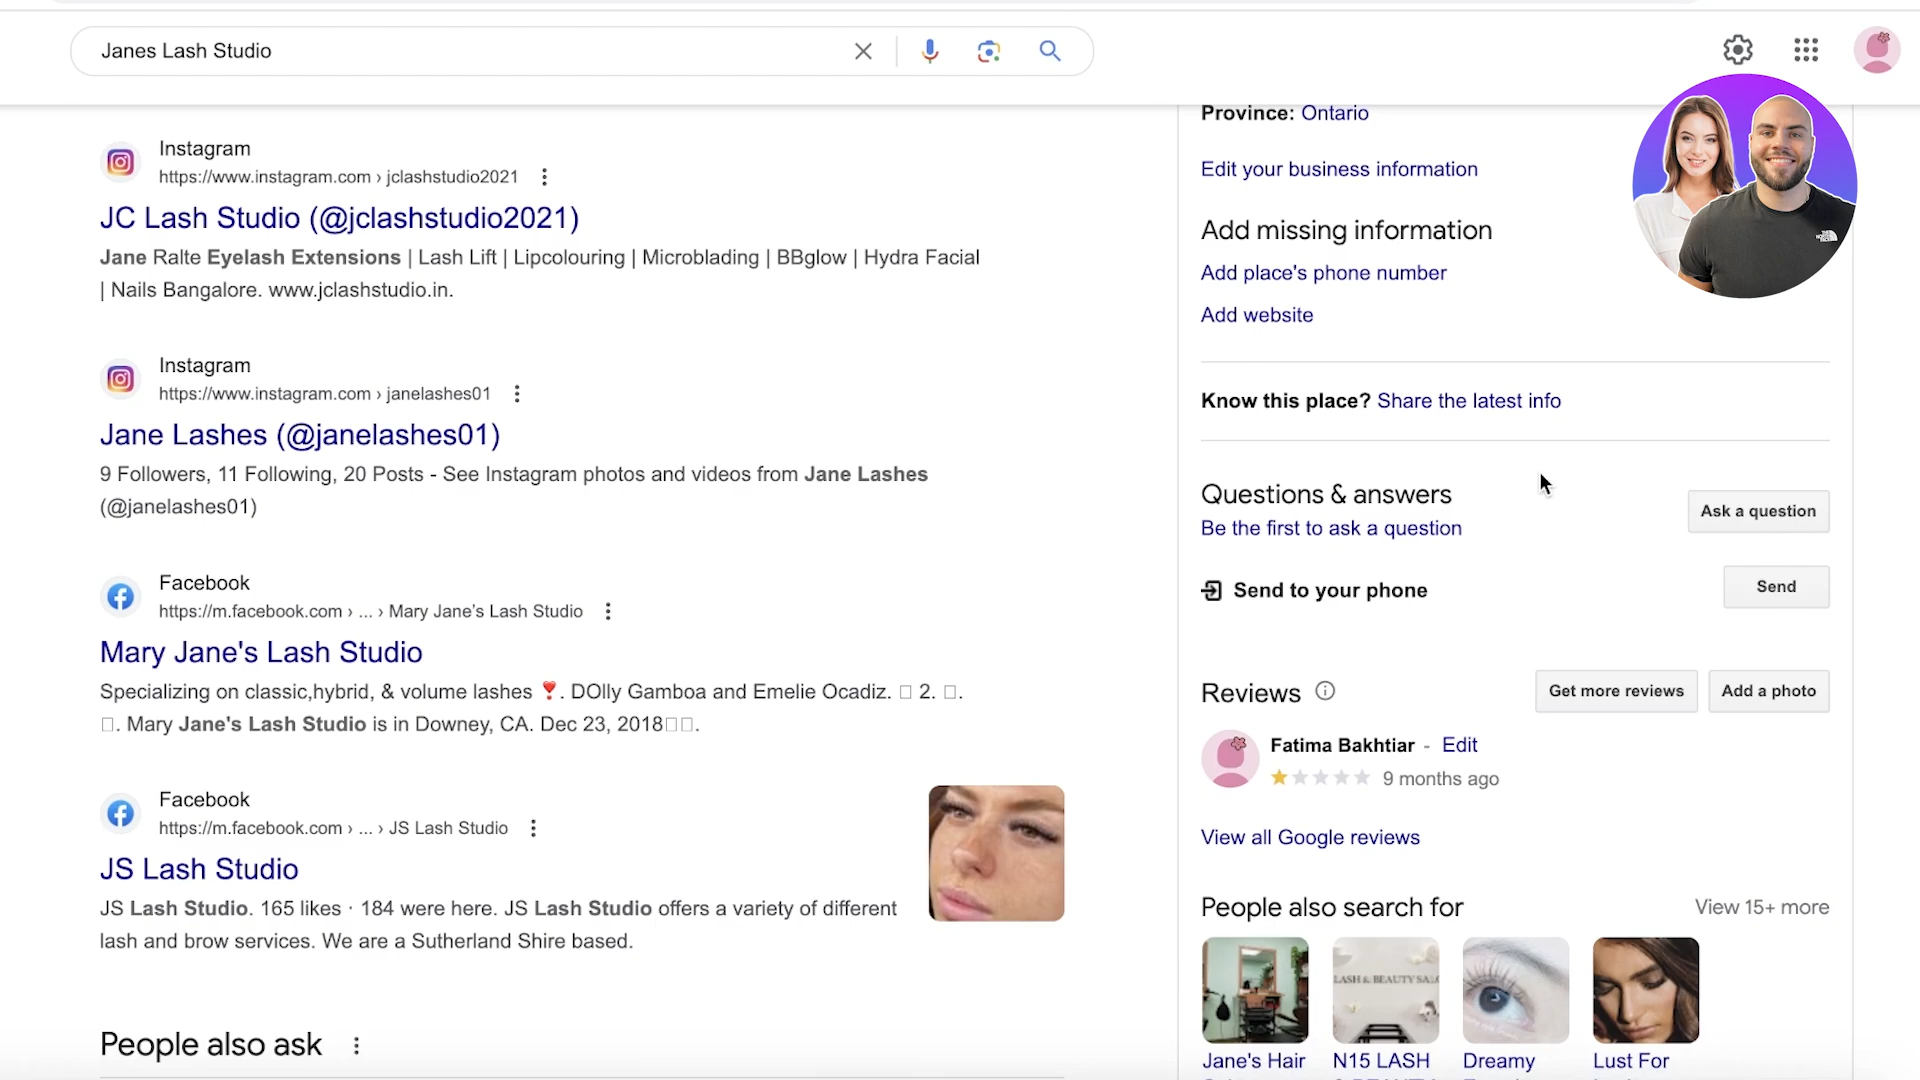 Janes Lash Studio
Instagram
https://www.instagram.com › jclashstudio2021
JC Lash Studio (@jclashstudio2021)
Jane Ralte Eyelash Extensions | Lash Lift | Lipcolouring | Microblading | BBglow | Hydra Facial
| Nails Bangalore. www.jclashstudio.in.
Instagram
https://www.instagram.com › janelashes01
Jane Lashes (@janelashes01)
9 Followers, 11 Following, 20 Posts - See Instagram photos and videos from Jane Lashes
(@janelashes01)
Facebook
https://m.facebook.com › ... › Mary Jane's Lash Studio
Mary Jane's Lash Studio
Specializing on classic,hybrid, & volume lashes ❣️. DOlly Gamboa and Emelie Ocadiz. □ 2. □.
□. Mary Jane's Lash Studio is in Downey, CA. Dec 23, 2018□□.
Facebook
https://m.facebook.com › ... › JS Lash Studio
JS Lash Studio
JS Lash Studio. 165 likes · 184 were here. JS Lash Studio offers a variety of different
lash and brow services. We are a Sutherland Shire based.
People also ask
Province: Ontario
Edit your business information
Add missing information
Add place's phone number
Add website
Know this place? Share the latest info
Questions & answers
Be the first to ask a question
Ask a question
Send to your phone
Send
Reviews
Get more reviews
Add a photo
Fatima Bakhtiar - Edit
9 months ago
View all Google reviews
People also search for
View 15+ more
LASH & BEAUTY
Jane's Hair
N15 LASH
Dreamy
Lust For